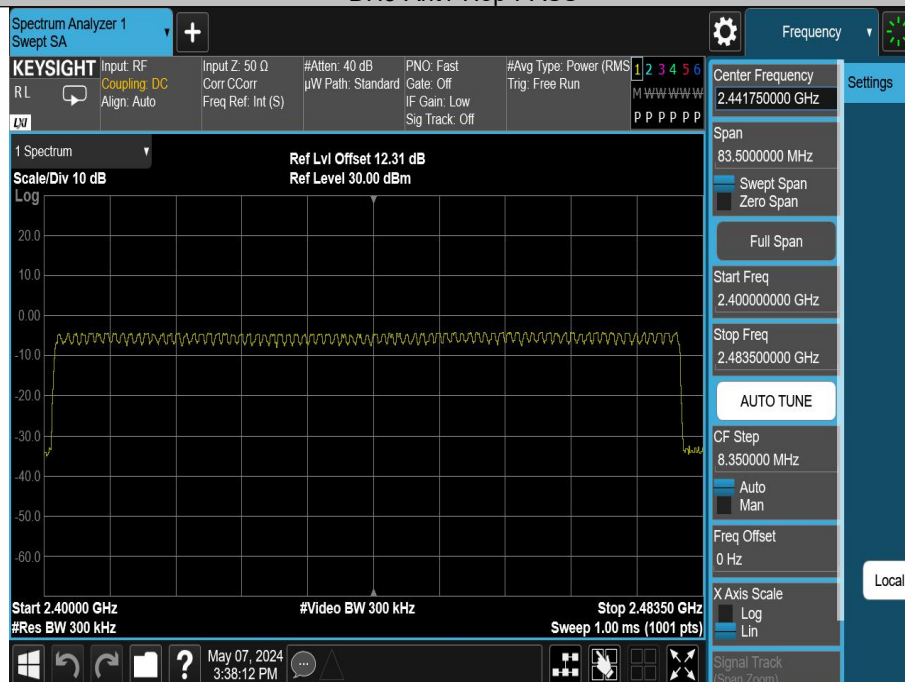 Spectrum Analyzer 1
Swept SA
Frequency
KEYSIGHT
RL
LXI
Input: RF
Coupling: DC
Align: Auto
Input Z: 50 Ω
Corr CCorr
Freq Ref: Int (S)
#Atten: 40 dB
µW Path: Standard
PNO: Fast
Gate: Off
IF Gain: Low
Sig Track: Off
#Avg Type: Power (RMS
Trig: Free Run
1 2 3 4 5 6
M W W W W W
P P P P P P
1 Spectrum
Scale/Div 10 dB
Log
Ref Lvl Offset 12.31 dB
Ref Level 30.00 dBm
20.0
10.0
0.00
-10.0
-20.0
-30.0
-40.0
-50.0
-60.0
Start 2.40000 GHz
#Res BW 300 kHz
#Video BW 300 kHz
Stop 2.48350 GHz
Sweep 1.00 ms (1001 pts)
Center Frequency
2.441750000 GHz
Settings
Span
83.5000000 MHz
Swept Span
Zero Span
Full Span
Start Freq
2.400000000 GHz
Stop Freq
2.483500000 GHz
AUTO TUNE
CF Step
8.350000 MHz
Auto
Man
Freq Offset
0 Hz
X Axis Scale
Log
Lin
Local
Signal Track
(Span Zoom)
?
May 07, 2024
3:38:12 PM